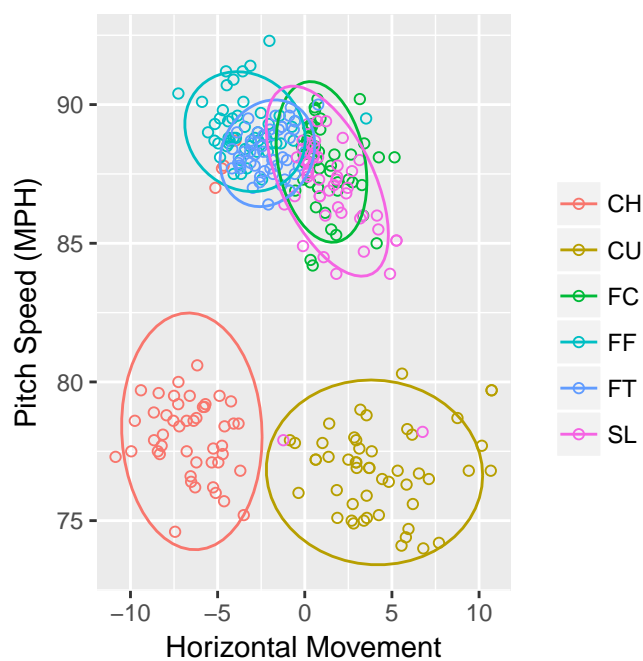 90
85
80
75
Pitch Speed (MPH)
−10
−5
0
5
10
Horizontal Movement
CH
CU
FC
FF
FT
SL